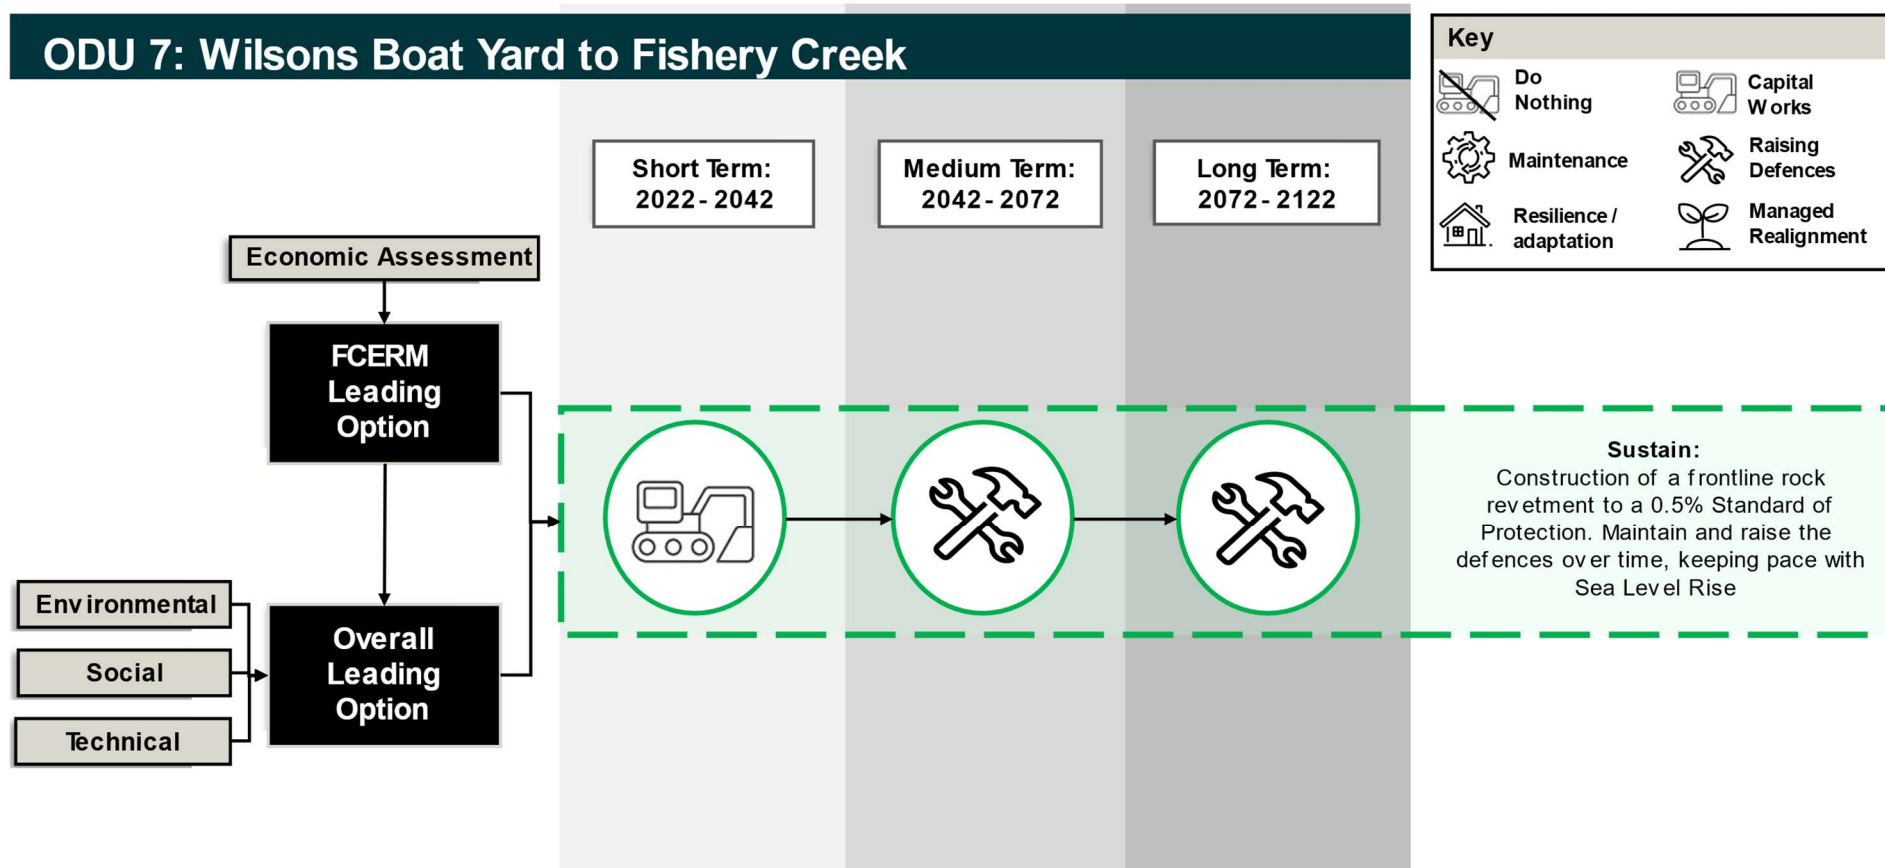 ODU 7: Wilsons Boat Yard to Fishery Creek
Key
Do
Nothing
Capital
Works
Maintenance
Raising
Defences
Resilience /
adaptation
Managed
Realignment
Short Term:
2022 - 2042
Medium Term:
2042 - 2072
Long Term:
2072 - 2122
Economic Assessment
FCERM
Leading
Option
Environmental
Social
Technical
Overall
Leading
Option
Sustain:
Construction of a frontline rock
revetment to a 0.5% Standard of
Protection. Maintain and raise the
defences over time, keeping pace with
Sea Level Rise